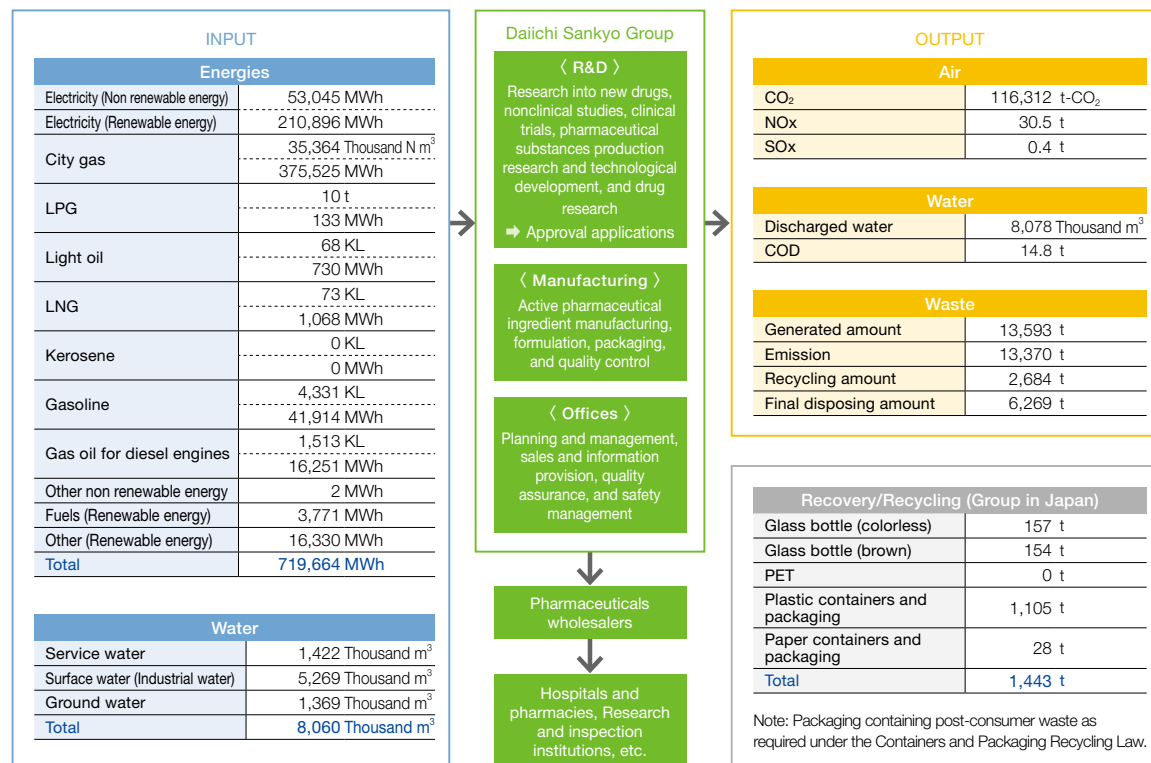 INPUT
Energies
Electricity (Non renewable energy) 53,045 MWh
Electricity (Renewable energy) 210,896 MWh
City gas 35,364 Thousand N m³
375,525 MWh
LPG 10 t
133 MWh
Light oil 68 KL
730 MWh
LNG 73 KL
1,068 MWh
Kerosene 0 KL
0 MWh
Gasoline 4,331 KL
41,914 MWh
Gas oil for diesel engines 1,513 KL
16,251 MWh
Other non renewable energy 2 MWh
Fuels (Renewable energy) 3,771 MWh
Other (Renewable energy) 16,330 MWh
Total 719,664 MWh
Water
Service water 1,422 Thousand m³
Surface water (Industrial water) 5,269 Thousand m³
Ground water 1,369 Thousand m³
Total 8,060 Thousand m³
Daiichi Sankyo Group
〈 R&D 〉
Research into new drugs,
nonclinical studies, clinical
trials, pharmaceutical
substances production
research and technological
development, and drug
research
➡ Approval applications
〈 Manufacturing 〉
Active pharmaceutical
ingredient manufacturing,
formulation, packaging,
and quality control
〈 Offices 〉
Planning and management,
sales and information
provision, quality
assurance, and safety
management
Pharmaceuticals
wholesalers
Hospitals and
pharmacies, Research
and inspection
institutions, etc.
OUTPUT
Air
CO₂ 116,312 t-CO₂
NOx 30.5 t
SOx 0.4 t
Water
Discharged water 8,078 Thousand m³
COD 14.8 t
Waste
Generated amount 13,593 t
Emission 13,370 t
Recycling amount 2,684 t
Final disposing amount 6,269 t
Recovery/Recycling (Group in Japan)
Glass bottle (colorless) 157 t
Glass bottle (brown) 154 t
PET 0 t
Plastic containers and
packaging 1,105 t
Paper containers and
packaging 28 t
Total 1,443 t
Note: Packaging containing post-consumer waste as
required under the Containers and Packaging Recycling Law.